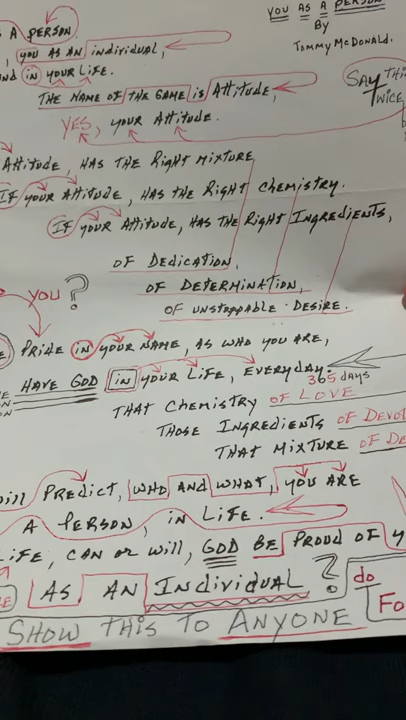 YOU AS A PERSON
BY
TOMMY McDONALD.
AS A PERSON.
, YOU AS AN INDIVIDUAL,
IN YOUR LIFE.
THE NAME OF THE GAME IS ATTITUDE,
SAY THIS
TWICE
YES, YOUR ATTITUDE.
ATTITUDE, HAS THE RIGHT MIXTURE
IF YOUR ATTITUDE, HAS THE RIGHT CHEMISTRY.
IF YOUR ATTITUDE, HAS THE RIGHT INGREDIENTS,
OF DEDICATION,
OF DETERMINATION,
OF UNSTOPPABLE DESIRE.
YOU?
PRIDE IN YOUR NAME, AS WHO YOU ARE,
HAVE GOD IN YOUR LIFE, EVERYDAY.
365 DAYS
THAT CHEMISTRY OF LOVE
THOSE INGREDIENTS OF
THAT MIXTURE OF
WILL PREDICT, WHO AND WHAT, YOU ARE
A PERSON, IN LIFE.
LIFE, CAN OR WILL, GOD BE PROUD OF
AS AN INDIVIDUAL ?
do
SHOW THIS TO ANYONE